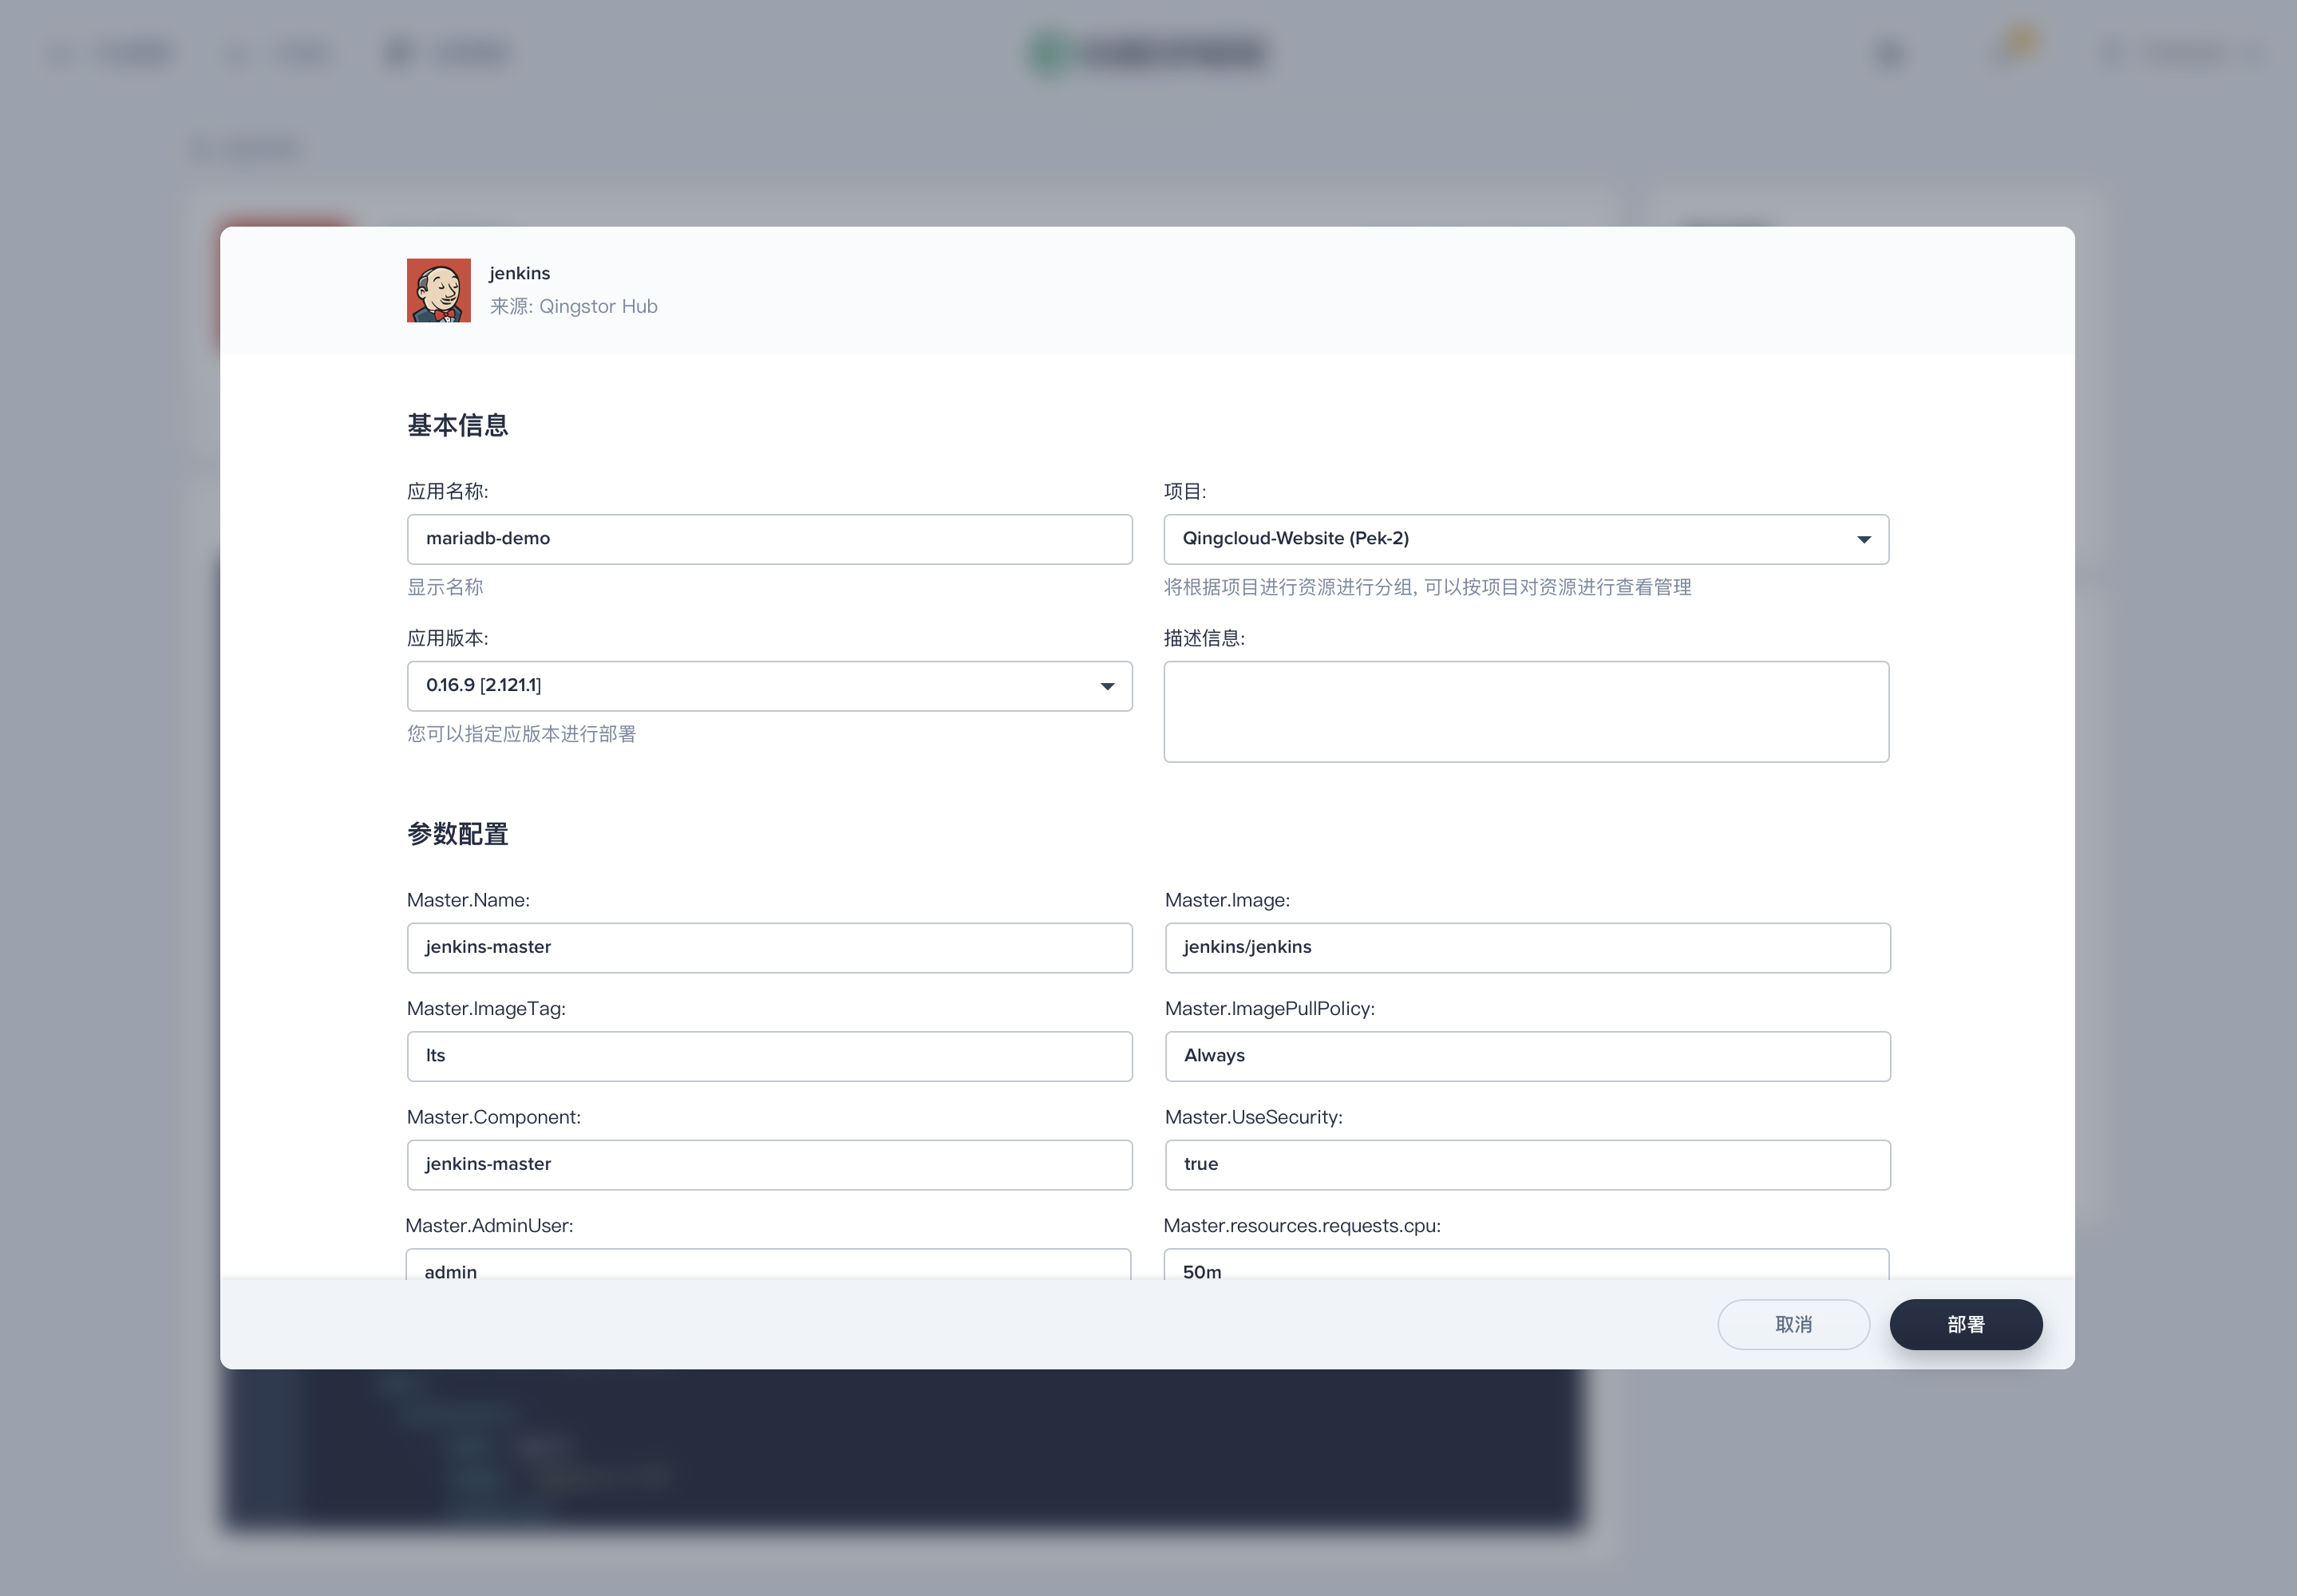 jenkins
来源: Qingstor Hub
基本信息
应用名称:
mariadb-demo
显示名称
项目:
Qingcloud-Website (Pek-2)
将根据项目进行资源进行分组, 可以按项目对资源进行查看管理
应用版本:
0.16.9 [2.121.1]
您可以指定应版本进行部署
描述信息:
参数配置
Master.Name:
jenkins-master
Master.Image:
jenkins/jenkins
Master.ImageTag:
lts
Master.ImagePullPolicy:
Always
Master.Component:
jenkins-master
Master.UseSecurity:
true
Master.AdminUser:
admin
Master.resources.requests.cpu:
50m
取消
部署